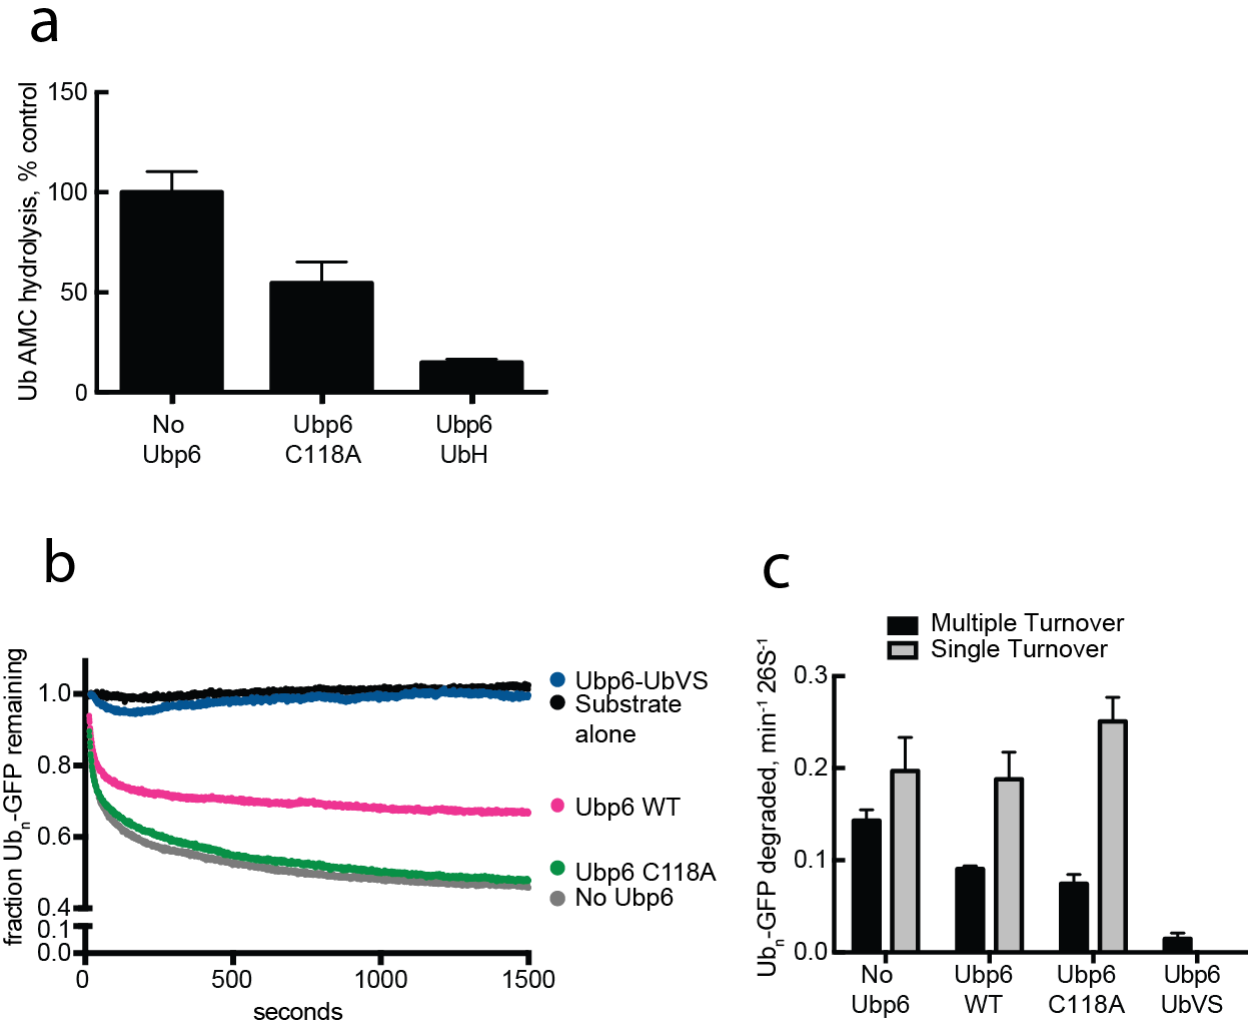 a
Ub AMC hydrolysis, % control
150
100
50
0
No
Ubp6
Ubp6
C118A
Ubp6
UbH
b
fraction Ubn-GFP remaining
1.0
0.8
0.6
0.4
0.1
0.0
0
500
1000
1500
seconds
Ubp6-UbVS
Substrate
alone
Ubp6 WT
Ubp6 C118A
No Ubp6
c
Multiple Turnover
Single Turnover
Ubn-GFP degraded, min-1 26S-1
0.3
0.2
0.1
0.0
No
Ubp6
Ubp6
WT
Ubp6
C118A
Ubp6
UbVS